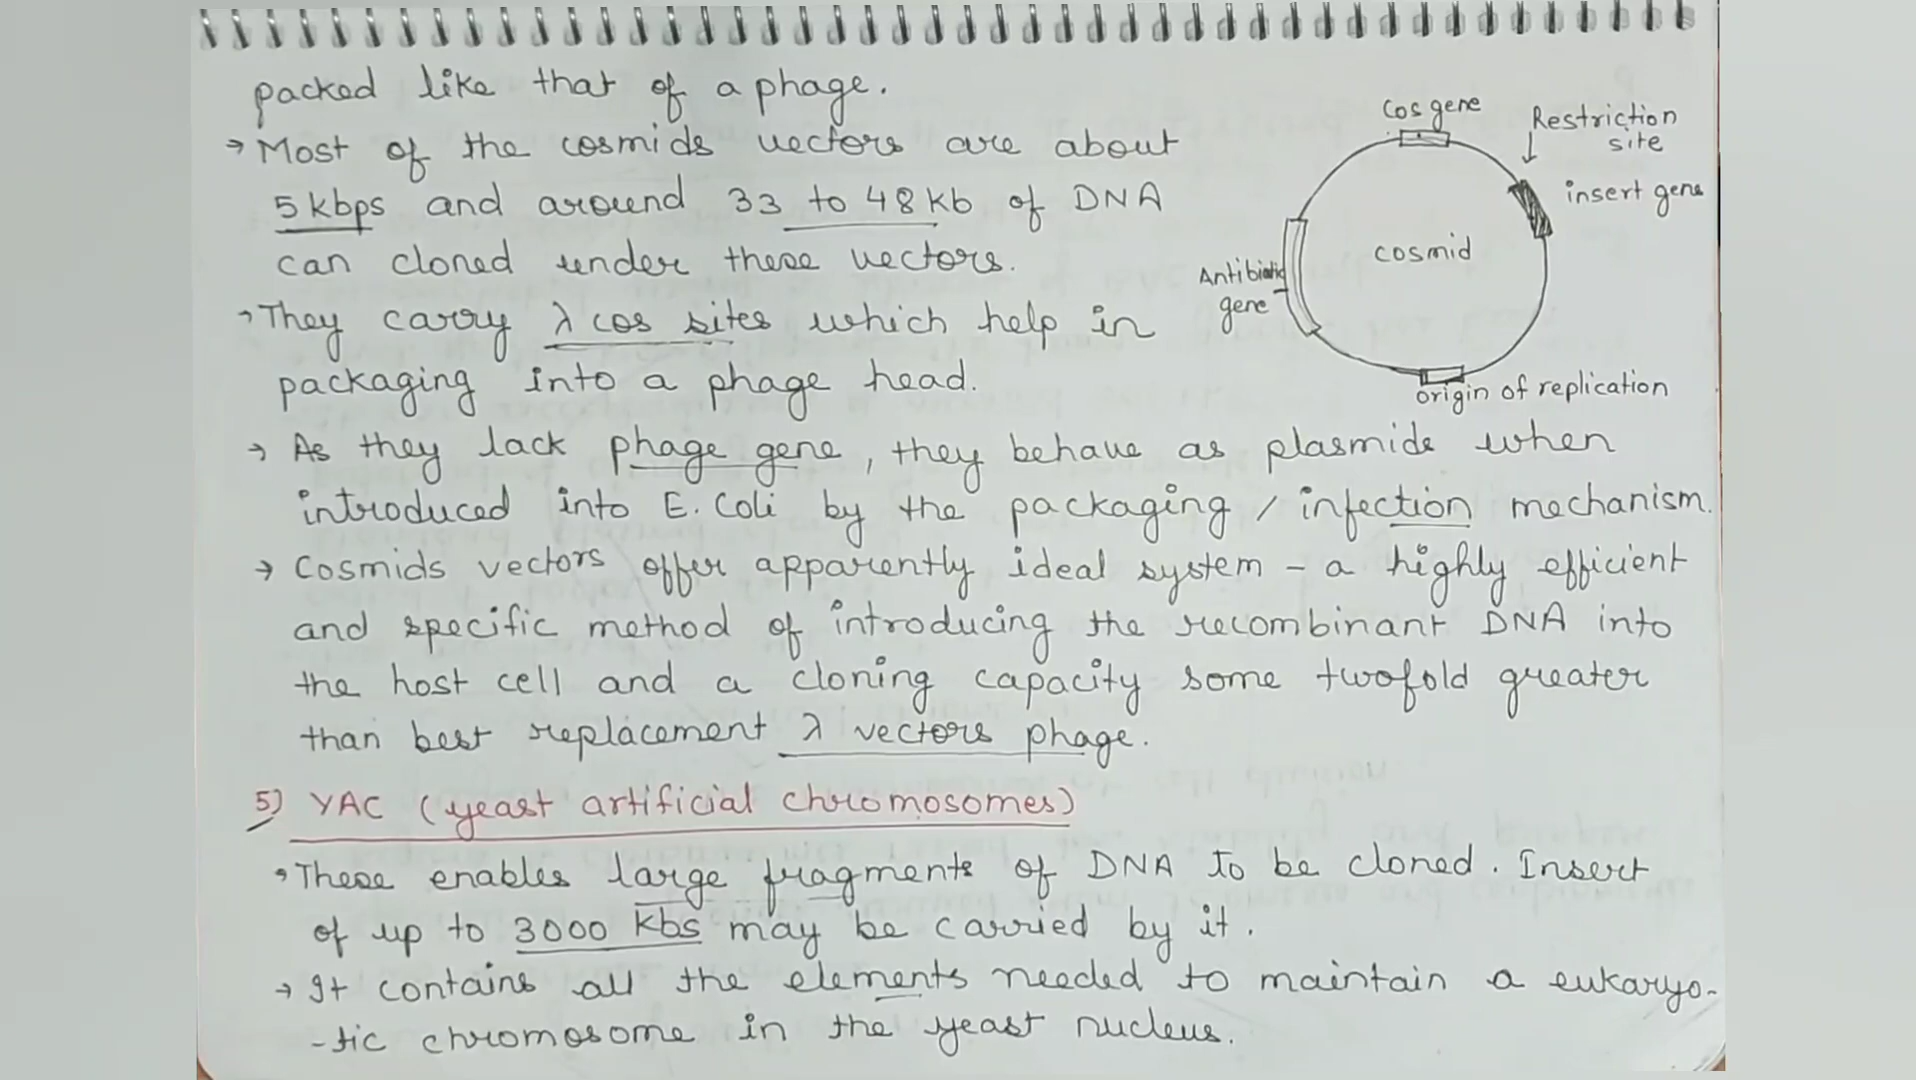 packed like that of a phage.
→ Most of the cosmids vectors are about
5 kbps and around 33 to 48 kb of DNA
can cloned under these vectors.
→ They carry λ cos sites which help in
packaging into a phage head.
cos gene
Restriction
site
insert gene
cosmid
Antibiotic
gene
origin of replication
→ As they lack phage gene, they behave as plasmids when
introduced into E. Coli by the packaging / infection mechanism.
→ Cosmids vectors offer apparently ideal system - a highly efficient
and specific method of introducing the recombinant DNA into
the host cell and a cloning capacity some twofold greater
than best replacement λ vectors phage.
5) YAC (yeast artificial chromosomes)
→ These enables large fragments of DNA to be cloned. Insert
of up to 3000 kbs may be carried by it.
→ It contains all the elements needed to maintain a eukaryo-
-tic chromosome in the yeast nucleus.